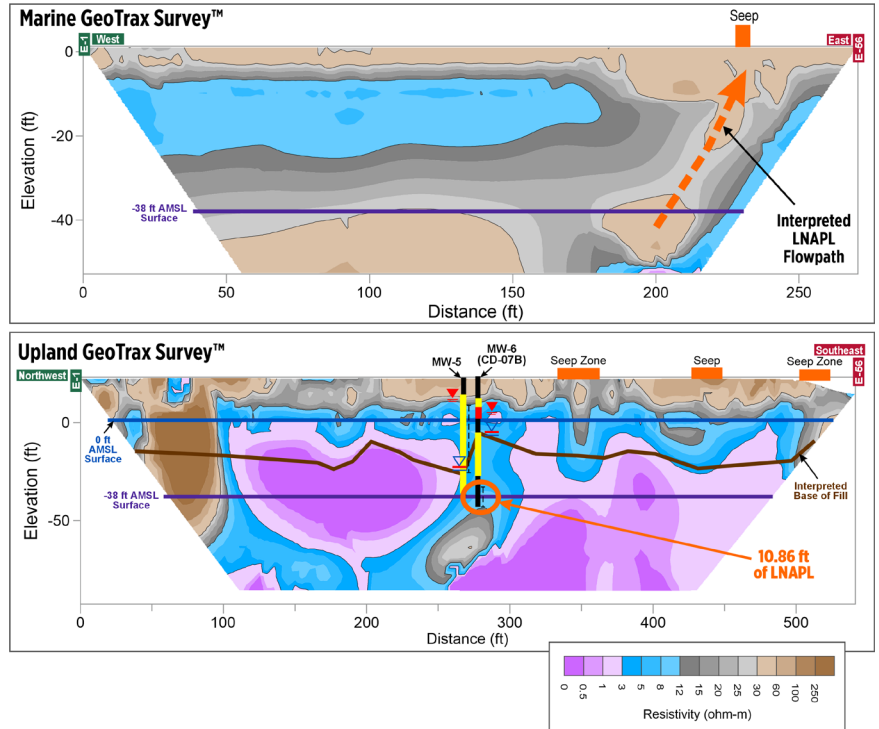 Marine GeoTrax Survey™
Seep
E-1
West
East
E-56
0
-20
-40
Elevation (ft)
-38 ft AMSL
Surface
Interpreted
LNAPL
Flowpath
0
50
100
150
200
250
Distance (ft)
Upland GeoTrax Survey™
MW-5
MW-6
(CD-07B)
Seep Zone
Seep
Seep Zone
Southeast
Northwest
E-1
E-56
0
-50
Elevation (ft)
0 ft
AMSL
Surface
-38 ft AMSL
Surface
Interpreted
Base of Fill
10.86 ft
of LNAPL
0
100
200
300
400
500
Distance (ft)
0
0.5
1
3
5
8
12
15
20
25
30
60
100
250
Resistivity (ohm-m)